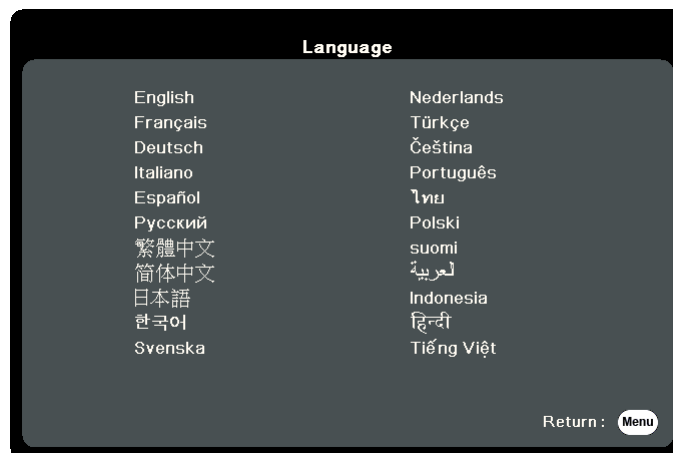 Language
English
Français
Deutsch
Italiano
Español
Русский
繁體中文
简体中文
日本語
한국어
Svenska
Nederlands
Türkçe
Čeština
Português
ไทย
Polski
suomi
لعربية
Indonesia
हिन्दी
Tiếng Việt
Return: Menu